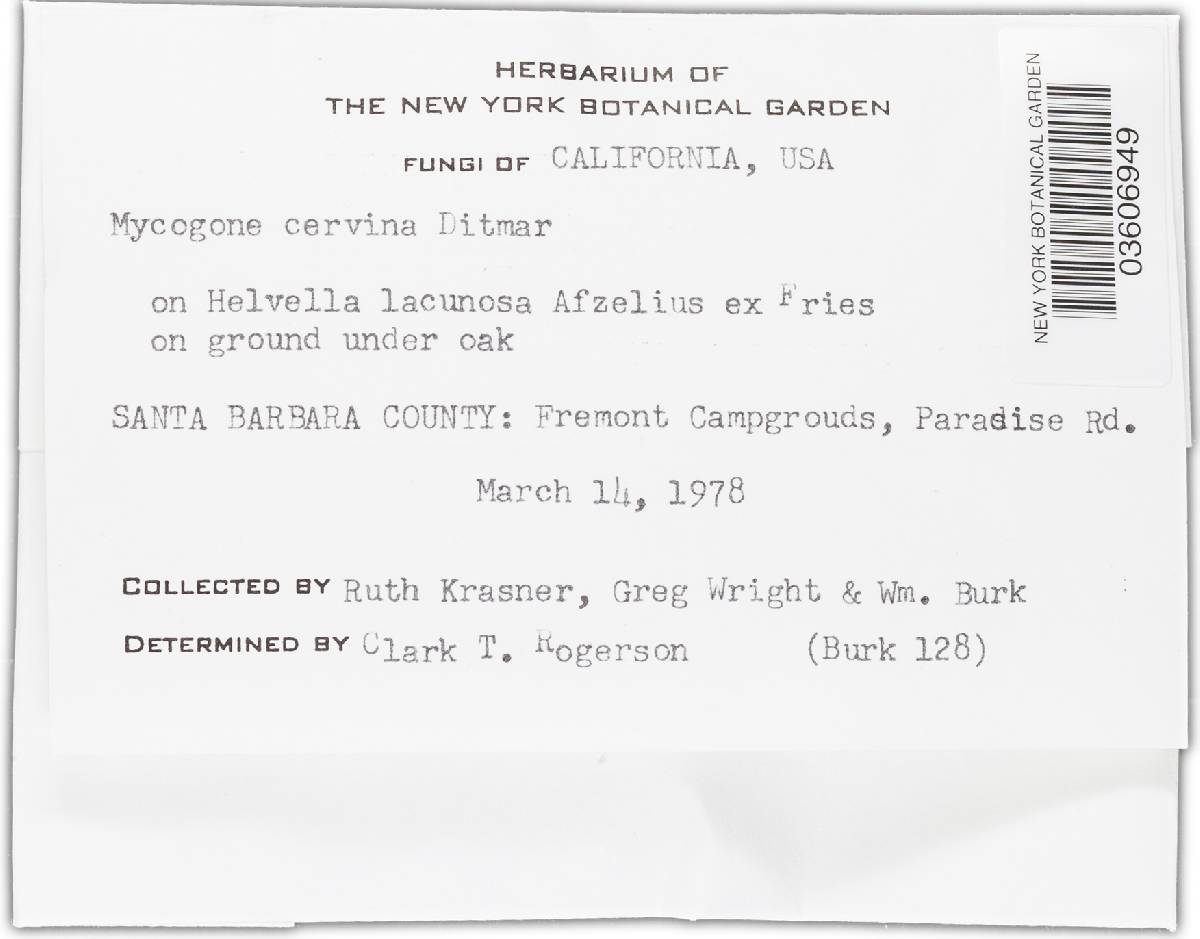 HERBARIUM OF
THE NEW YORK BOTANICAL GARDEN
FUNGI OF CALIFORNIA, USA
Mycogone cervina Ditmar
on Helvella lacunosa Afzelius ex Fries
on ground under oak
SANTA BARBARA COUNTY: Fremont Campgrouds, Paradise Rd.
March 14, 1978
COLLECTED BY Ruth Krasner, Greg Wright & Wm. Burk
DETERMINED BY Clark T. Rogerson (Burk 128)
NEW YORK BOTANICAL GARDEN
03606949